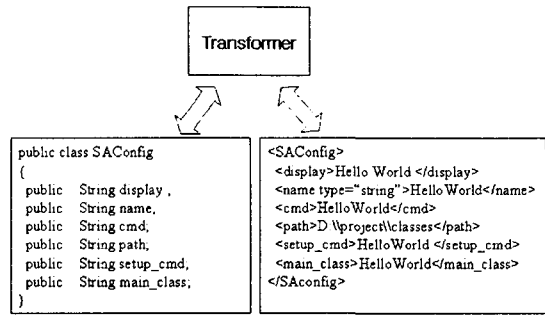 Transformer
public class SAConfig
{
public String display ,
public String name,
public String cmd;
public String path;
public String setup_cmd;
public String main_class;
}
<SAConfig>
<display>Hello World </display>
<name type="string">HelloWorld</name>
<cmd>HelloWorld</cmd>
<path>D \\project\\classes</path>
<setup_cmd>HelloWorld </setup_cmd>
<main_class>HelloWorld</main_class>
</SAconfig>